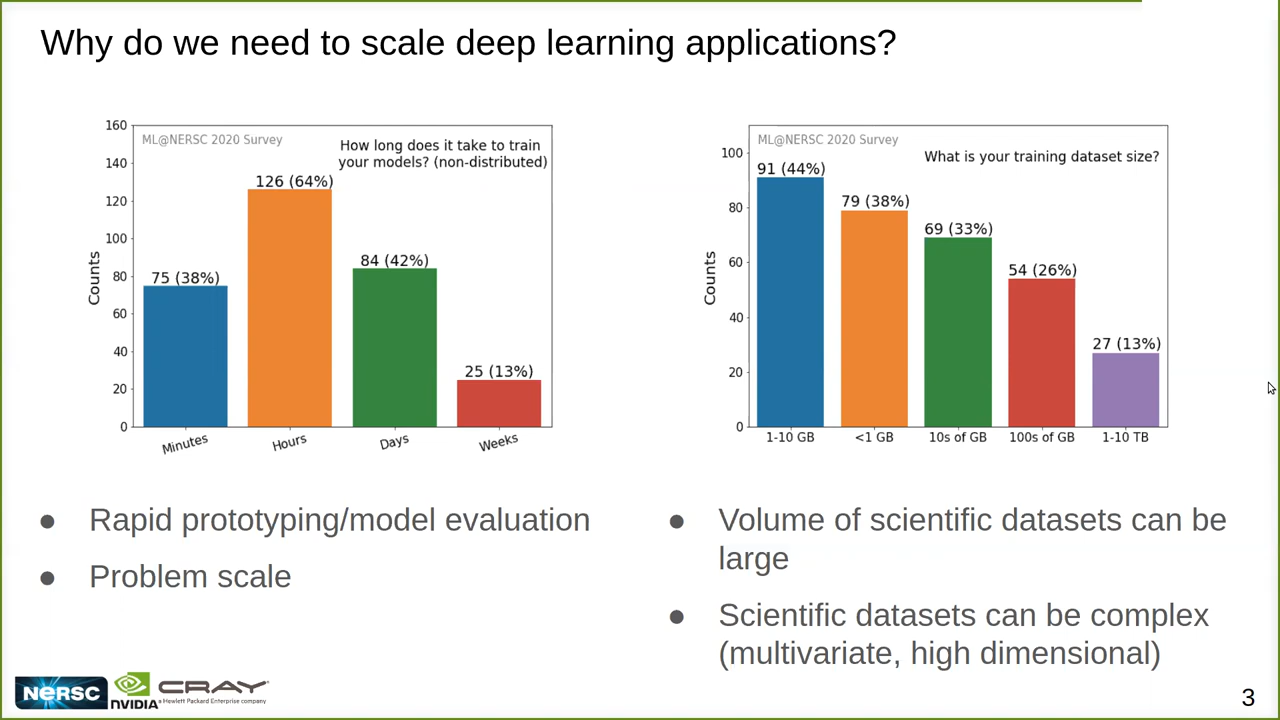 Why do we need to scale deep learning applications?
ML@NERSC 2020 Survey
How long does it take to train
your models? (non-distributed)
Counts
160
140
120
100
80
60
40
20
0
75 (38%)
126 (64%)
84 (42%)
25 (13%)
Minutes
Hours
Days
Weeks
ML@NERSC 2020 Survey
What is your training dataset size?
Counts
100
80
60
40
20
0
91 (44%)
79 (38%)
69 (33%)
54 (26%)
27 (13%)
1-10 GB
<1 GB
10s of GB
100s of GB
1-10 TB
● Rapid prototyping/model evaluation
● Problem scale
● Volume of scientific datasets can be
large
● Scientific datasets can be complex
(multivariate, high dimensional)
NERSC
NVIDIA
CRAY
a Hewlett Packard Enterprise company
3